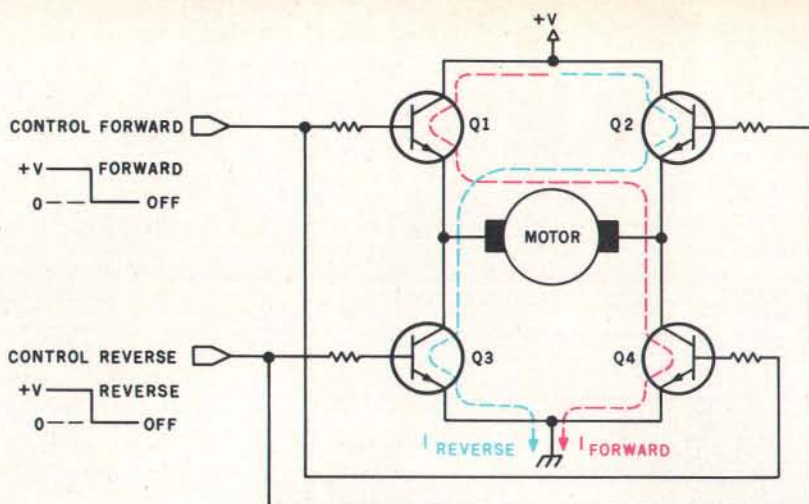 +V
CONTROL FORWARD
Q1
Q2
+V FORWARD
0 OFF
MOTOR
CONTROL REVERSE
Q3
Q4
+V REVERSE
0 OFF
I REVERSE
I FORWARD